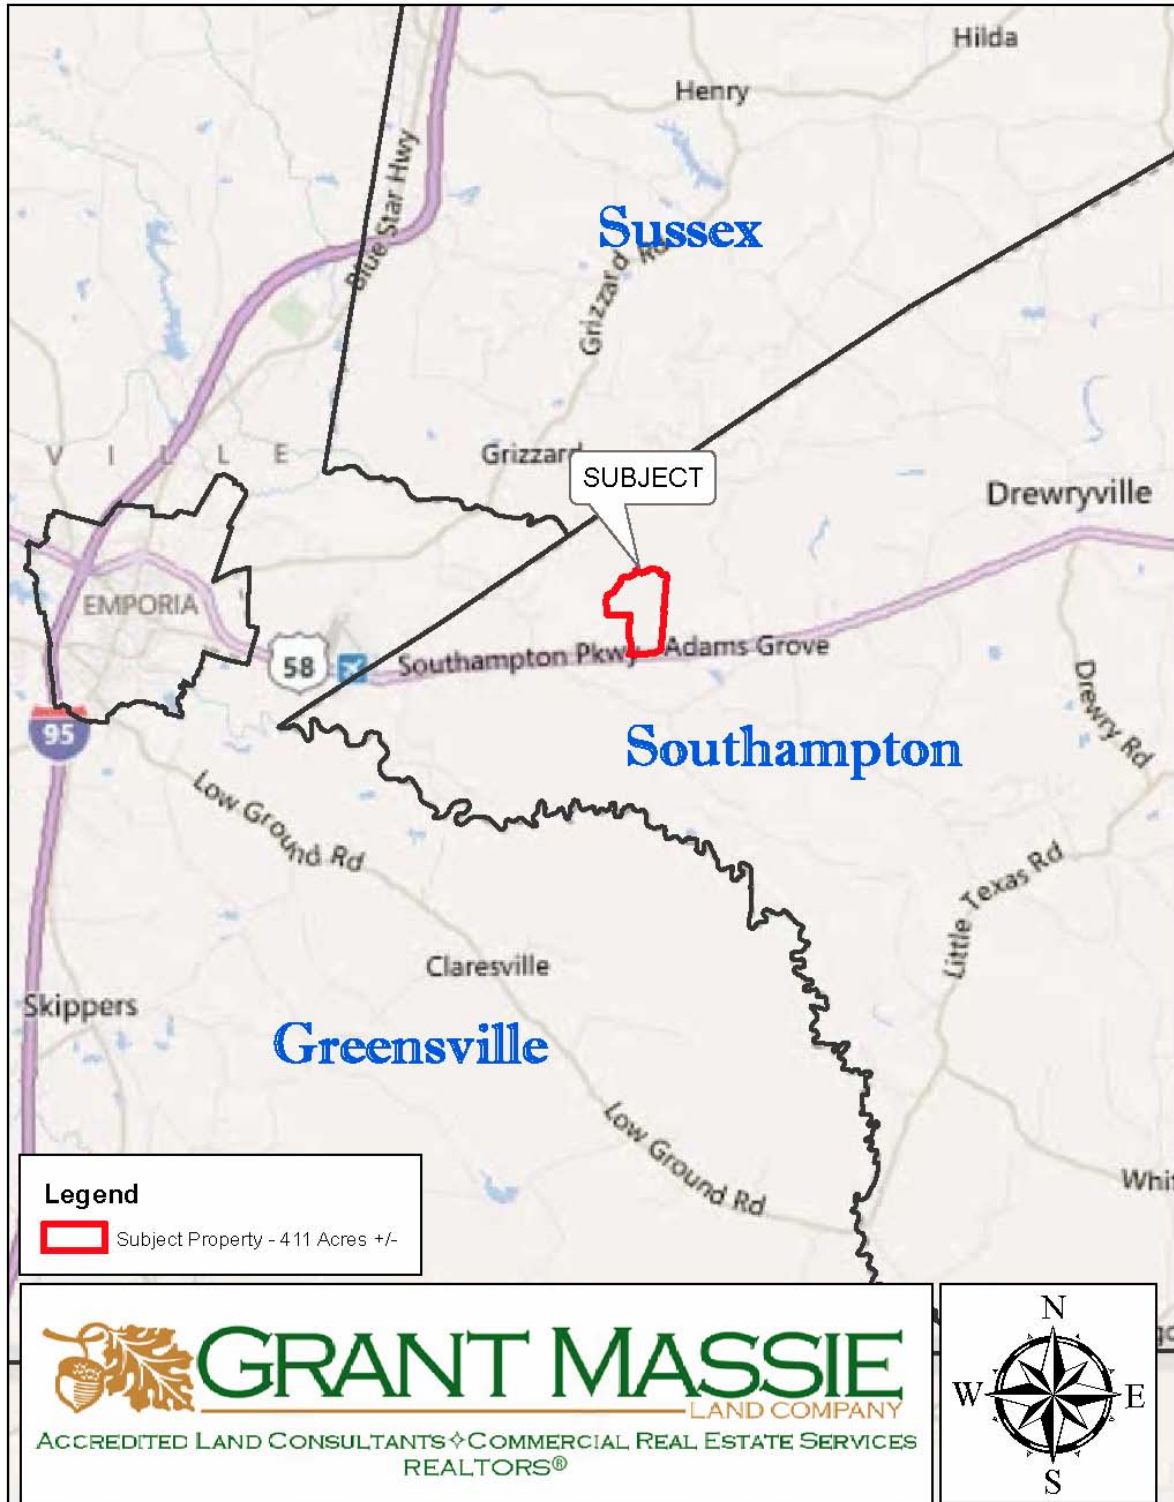 Hilda
Henry
Blue Star Hwy
Sussex
Grizzard Rd
V I L L E
Grizzard
SUBJECT
Drewryville
EMPORIA
58
Southampton Pkwy
Adams Grove
95
Southampton
Drewry Rd
Low Ground Rd
Little Texas Rd
Claresville
Skippers
Greensville
Low Ground Rd
Whit
Legend
Subject Property - 411 Acres +/-
GRANT MASSIE
LAND COMPANY
ACCREDITED LAND CONSULTANTS✧COMMERCIAL REAL ESTATE SERVICES
REALTORS®
N
W
E
S